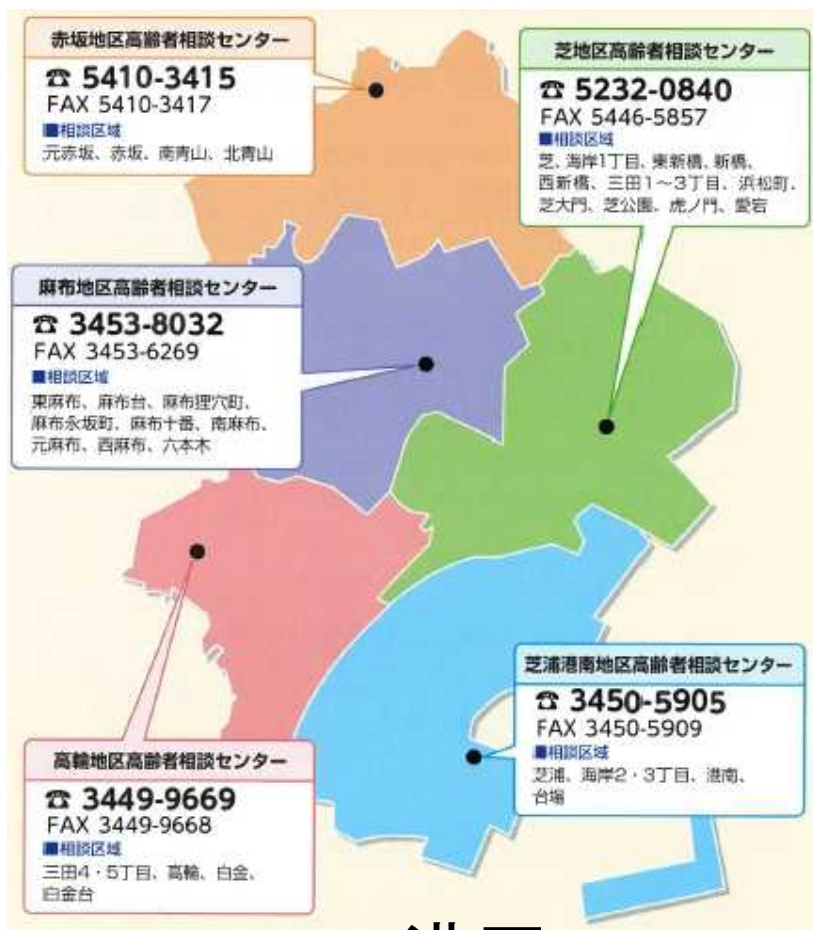 赤坂地区高齢者相談センター
☎ 5410-3415
FAX 5410-3417
■相談区域
元赤坂、赤坂、南青山、北青山
芝地区高齢者相談センター
☎ 5232-0840
FAX 5446-5857
■相談区域
芝、海岸1丁目、東新橋、新橋、
西新橋、三田1～3丁目、浜松町、
芝大門、芝公園、虎ノ門、愛宕
麻布地区高齢者相談センター
☎ 3453-8032
FAX 3453-6269
■相談区域
東麻布、麻布台、麻布狸穴町、
麻布永坂町、麻布十番、南麻布、
元麻布、西麻布、六本木
芝浦港南地区高齢者相談センター
☎ 3450-5905
FAX 3450-5909
■相談区域
芝浦、海岸2・3丁目、港南、
台場
高輪地区高齢者相談センター
☎ 3449-9669
FAX 3449-9668
■相談区域
三田4・5丁目、高輪、白金、
白金台